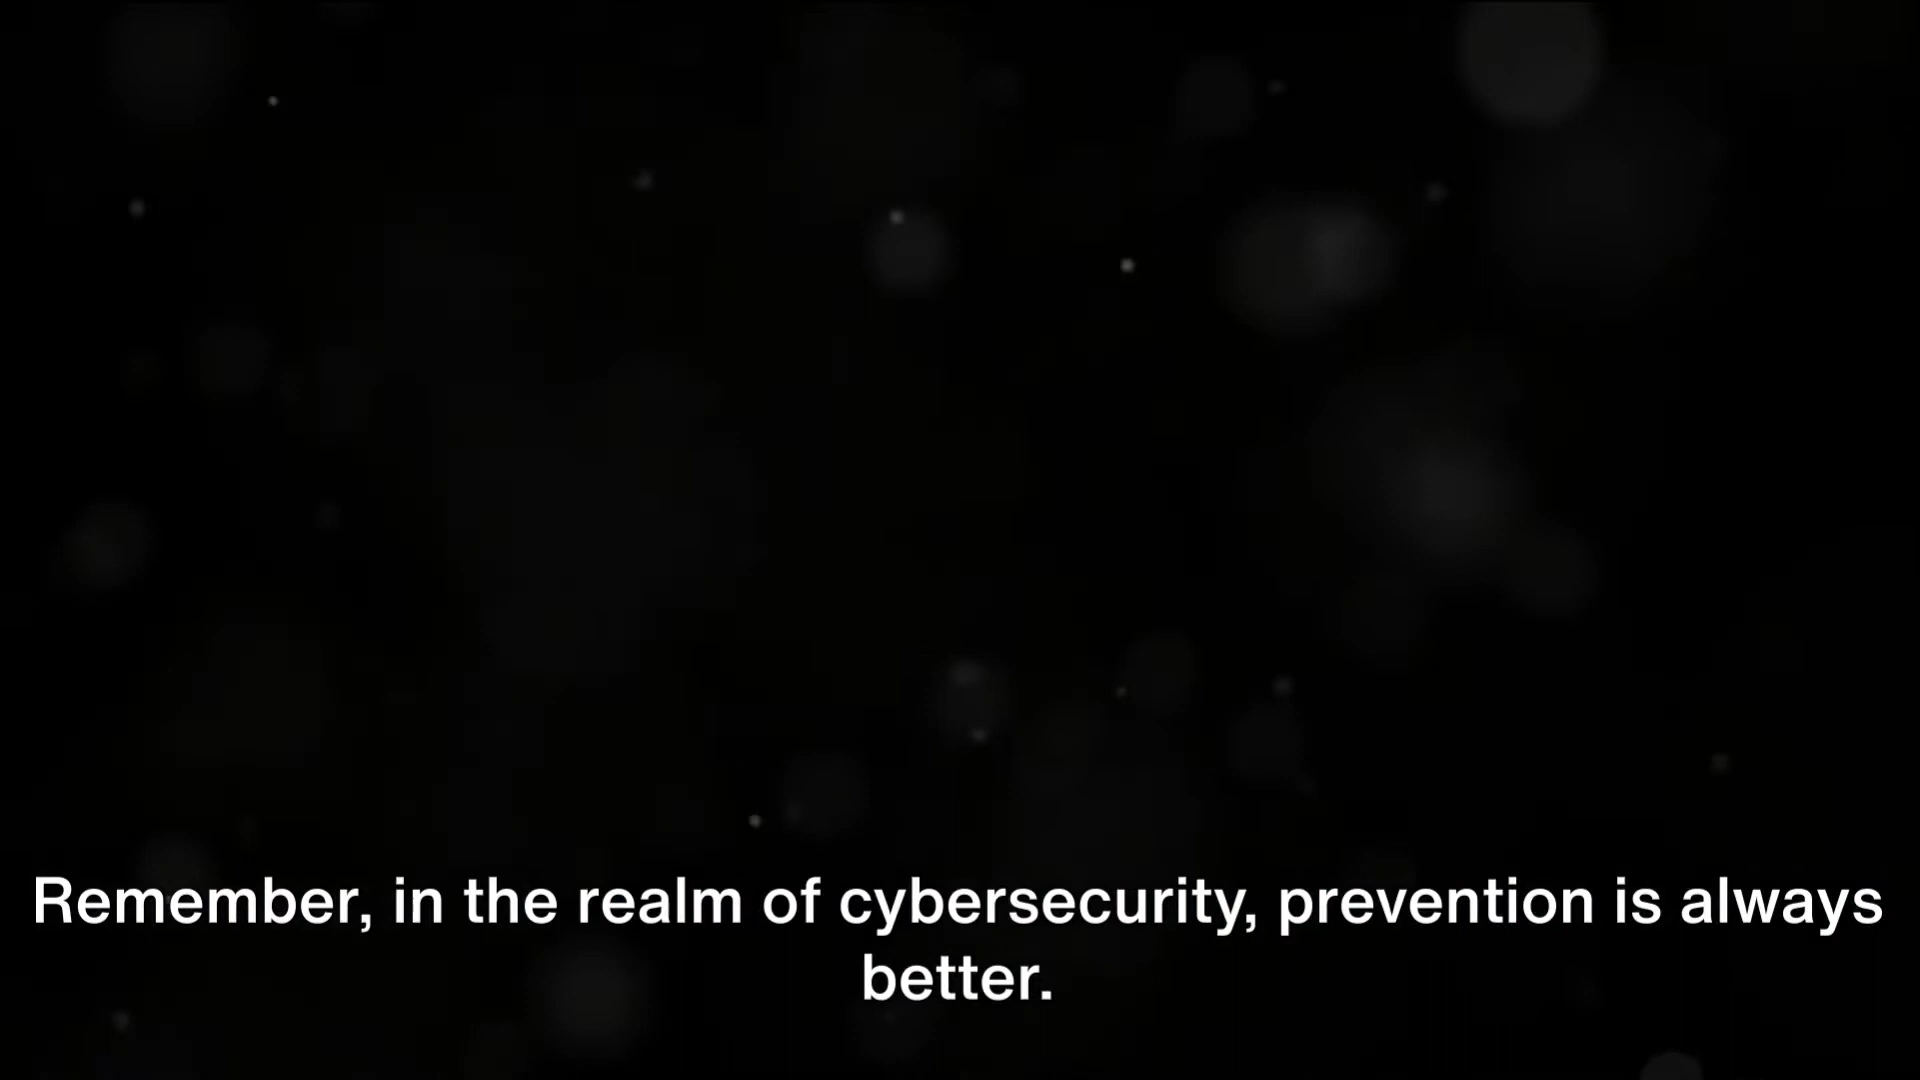 Remember, in the realm of cybersecurity, prevention is always
better.